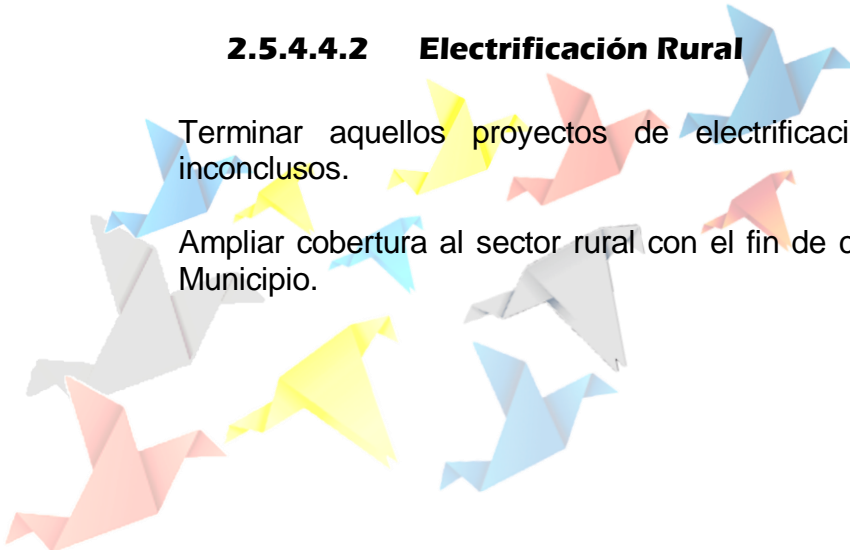 2.5.4.4.2 Electrificación Rural
Terminar aquellos proyectos de electrificaci
inconclusos.
Ampliar cobertura al sector rural con el fin de
Municipio.